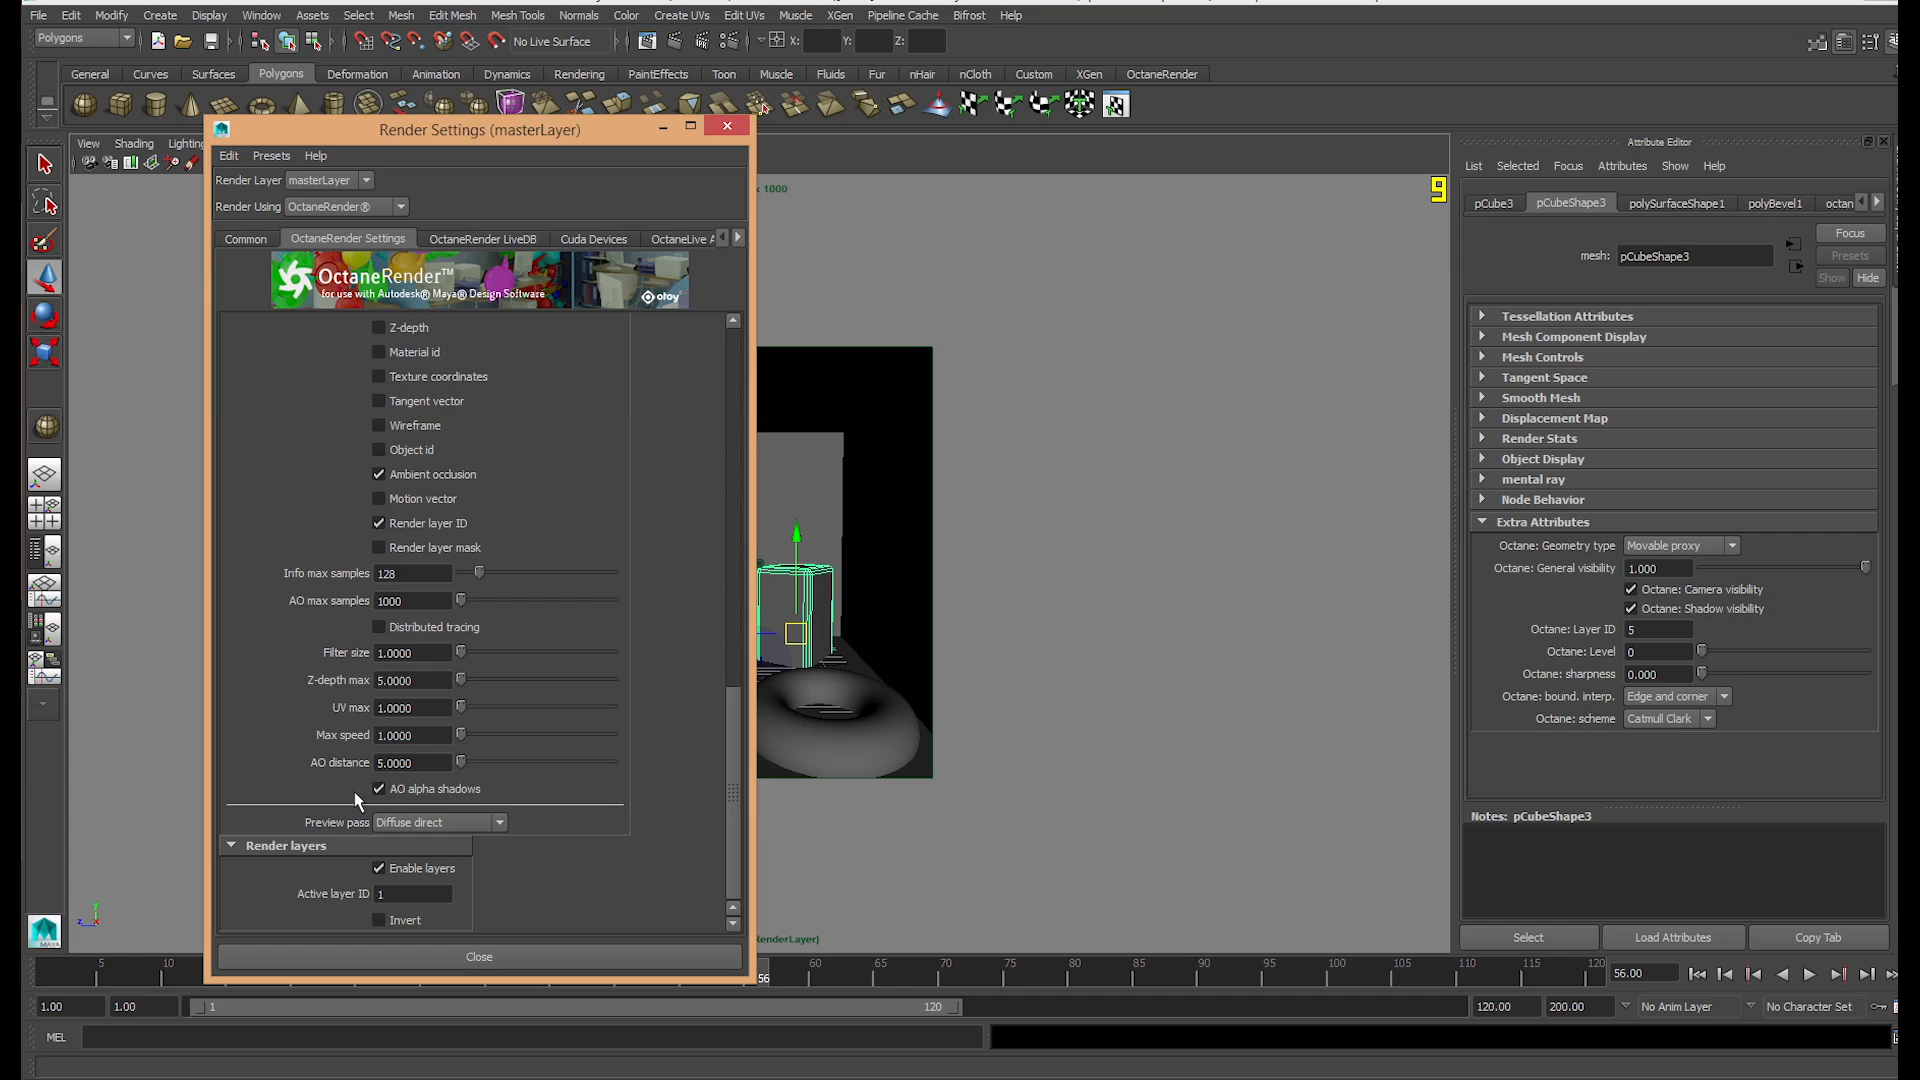 File Edit Modify Create Display Window Assets Select Mesh Edit Mesh Mesh Tools Normals Color Create UVs Edit UVs Muscle XGen Pipeline Cache Bifrost Help
Polygons No Live Surface X: Y: Z:
General Curves Surfaces Polygons Deformation Animation Dynamics Rendering PaintEffects Toon Muscle Fluids Fur nHair nCloth Custom XGen OctaneRender
View Shading Lighting
Render Settings (masterLayer)
Edit Presets Help
Render Layer masterLayer
Render Using OctaneRender®
Common OctaneRender Settings OctaneRender LiveDB Cuda Devices OctaneLive A
OctaneRender™
for use with Autodesk® Maya® Design Software
otoy
Z-depth
Material id
Texture coordinates
Tangent vector
Wireframe
Object id
Ambient occlusion
Motion vector
Render layer ID
Render layer mask
Info max samples 128
AO max samples 1000
Distributed tracing
Filter size 1.0000
Z-depth max 5.0000
UV max 1.0000
Max speed 1.0000
AO distance 5.0000
AO alpha shadows
Preview pass Diffuse direct
Render layers
Enable layers
Active layer ID 1
Invert
Close
x 1000
9
RenderLayer)
y
z
Attribute Editor
List Selected Focus Attributes Show Help
pCube3 pCubeShape3 polySurfaceShape1 polyBevel1 octan
Focus
Presets
Show Hide
mesh: pCubeShape3
Tessellation Attributes
Mesh Component Display
Mesh Controls
Tangent Space
Smooth Mesh
Displacement Map
Render Stats
Object Display
mental ray
Node Behavior
Extra Attributes
Octane: Geometry type Movable proxy
Octane: General visibility 1.000
Octane: Camera visibility
Octane: Shadow visibility
Octane: Layer ID 5
Octane: Level 0
Octane: sharpness 0.000
Octane: bound. interp. Edge and corner
Octane: scheme Catmull Clark
Notes: pCubeShape3
Select Load Attributes Copy Tab
MAYA
5 10 56 60 65 70 75 80 85 90 95 100 105 110 115 120 56.00
1.00 1.00 1 120 120.00 200.00 No Anim Layer No Character Set
MEL